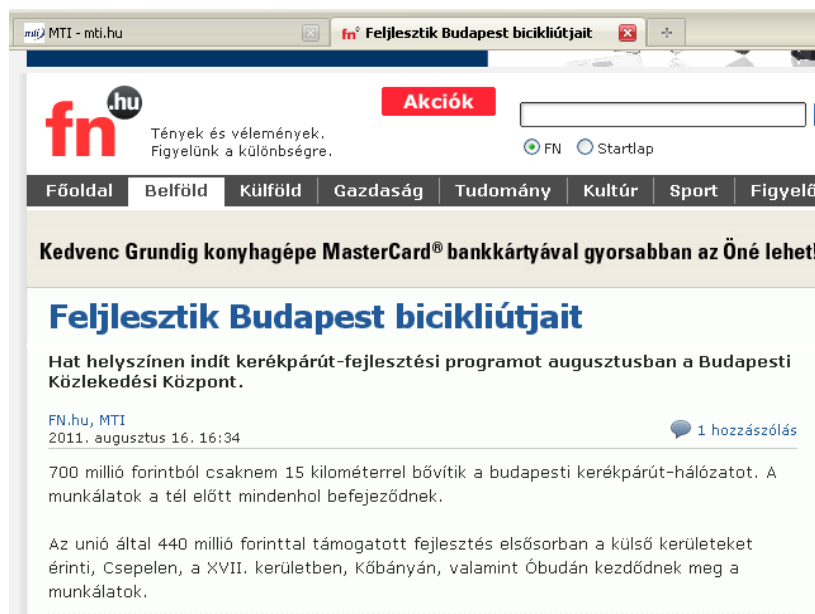 mti) MTI - mti.hu
fn° Feljlesztik Budapest bicikliútjait
fn.hu
Akciók
Tények és vélemények.
Figyelünk a különbségre.
FN Startlap
Főoldal Belföld Külföld Gazdaság Tudomány Kultúr Sport Figyelő
Kedvenc Grundig konyhagépe MasterCard® bankkártyával gyorsabban az Öné lehet!
Feljlesztik Budapest bicikliútjait
Hat helyszínen indít kerékpárút-fejlesztési programot augusztusban a Budapesti
Közlekedési Központ.
FN.hu, MTI
2011. augusztus 16. 16:34
1 hozzászólás
700 millió forintból csaknem 15 kilométerrel bővítik a budapesti kerékpárút-hálózatot. A
munkálatok a tél előtt mindenhol befejeződnek.
Az unió által 440 millió forinttal támogatott fejlesztés elsősorban a külső kerületeket
érinti, Csepelen, a XVII. kerületben, Kőbányán, valamint Óbudán kezdődnek meg a
munkálatok.